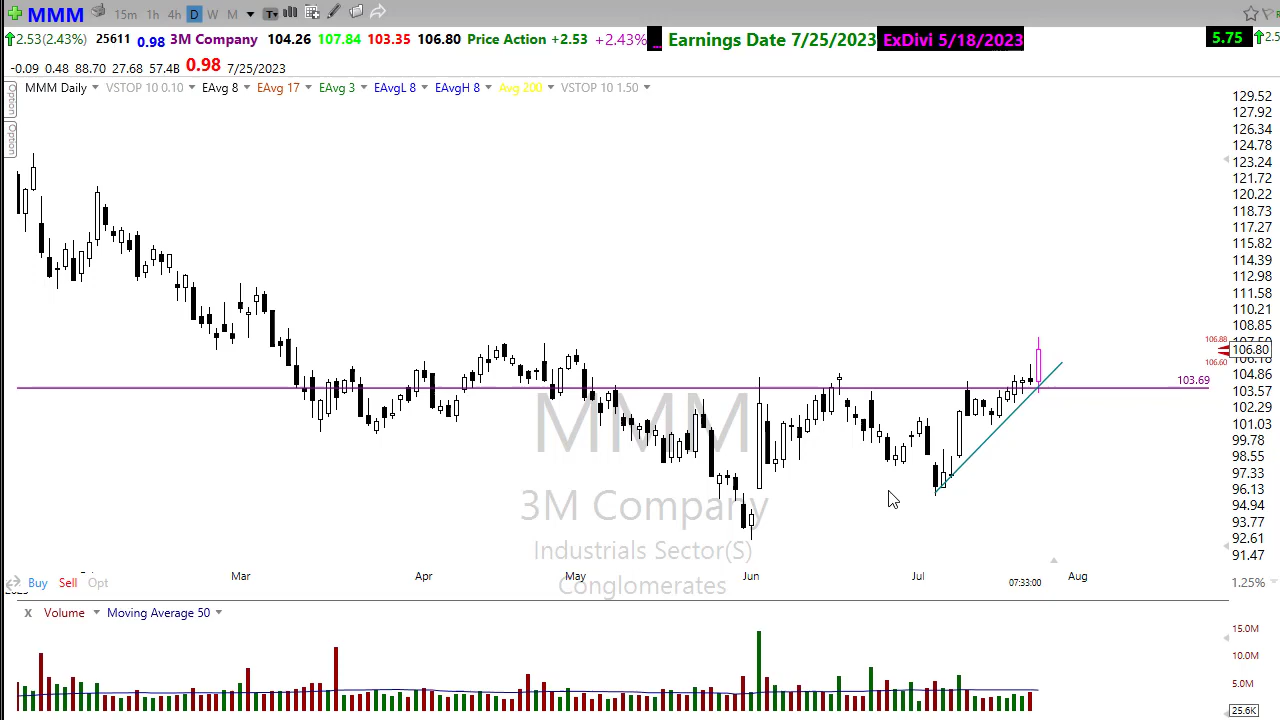 MMM 15m 1h 4h D W M T
2.53(2.43%) 25611 0.98 3M Company 104.26 107.84 103.35 106.80 Price Action +2.53 +2.43% ... Earnings Date 7/25/2023 ExDivi 5/18/2023 5.75
-0.09 0.48 88.70 27.68 57.4B 0.98 7/25/2023
MMM Daily VSTOP 10 0.10 EAvg 8 EAvg 17 EAvg 3 EAvgL 8 EAvgH 8 Avg 200 VSTOP 10 1.50
Option
Option
129.52
127.92
126.34
124.78
123.24
121.72
120.22
118.73
117.27
115.82
114.39
112.98
111.58
110.21
108.85
106.88
106.80
106.60
104.86
103.69
103.57
102.29
101.03
99.78
98.55
97.33
96.13
94.94
93.77
92.61
91.47
MMM
3M Company
Industrials Sector(S)
Conglomerates
Mar Apr May Jun Jul 07:33:00 Aug
Buy Sell Opt 1.25%
X Volume Moving Average 50
15.0M
10.0M
5.0M
25.6K